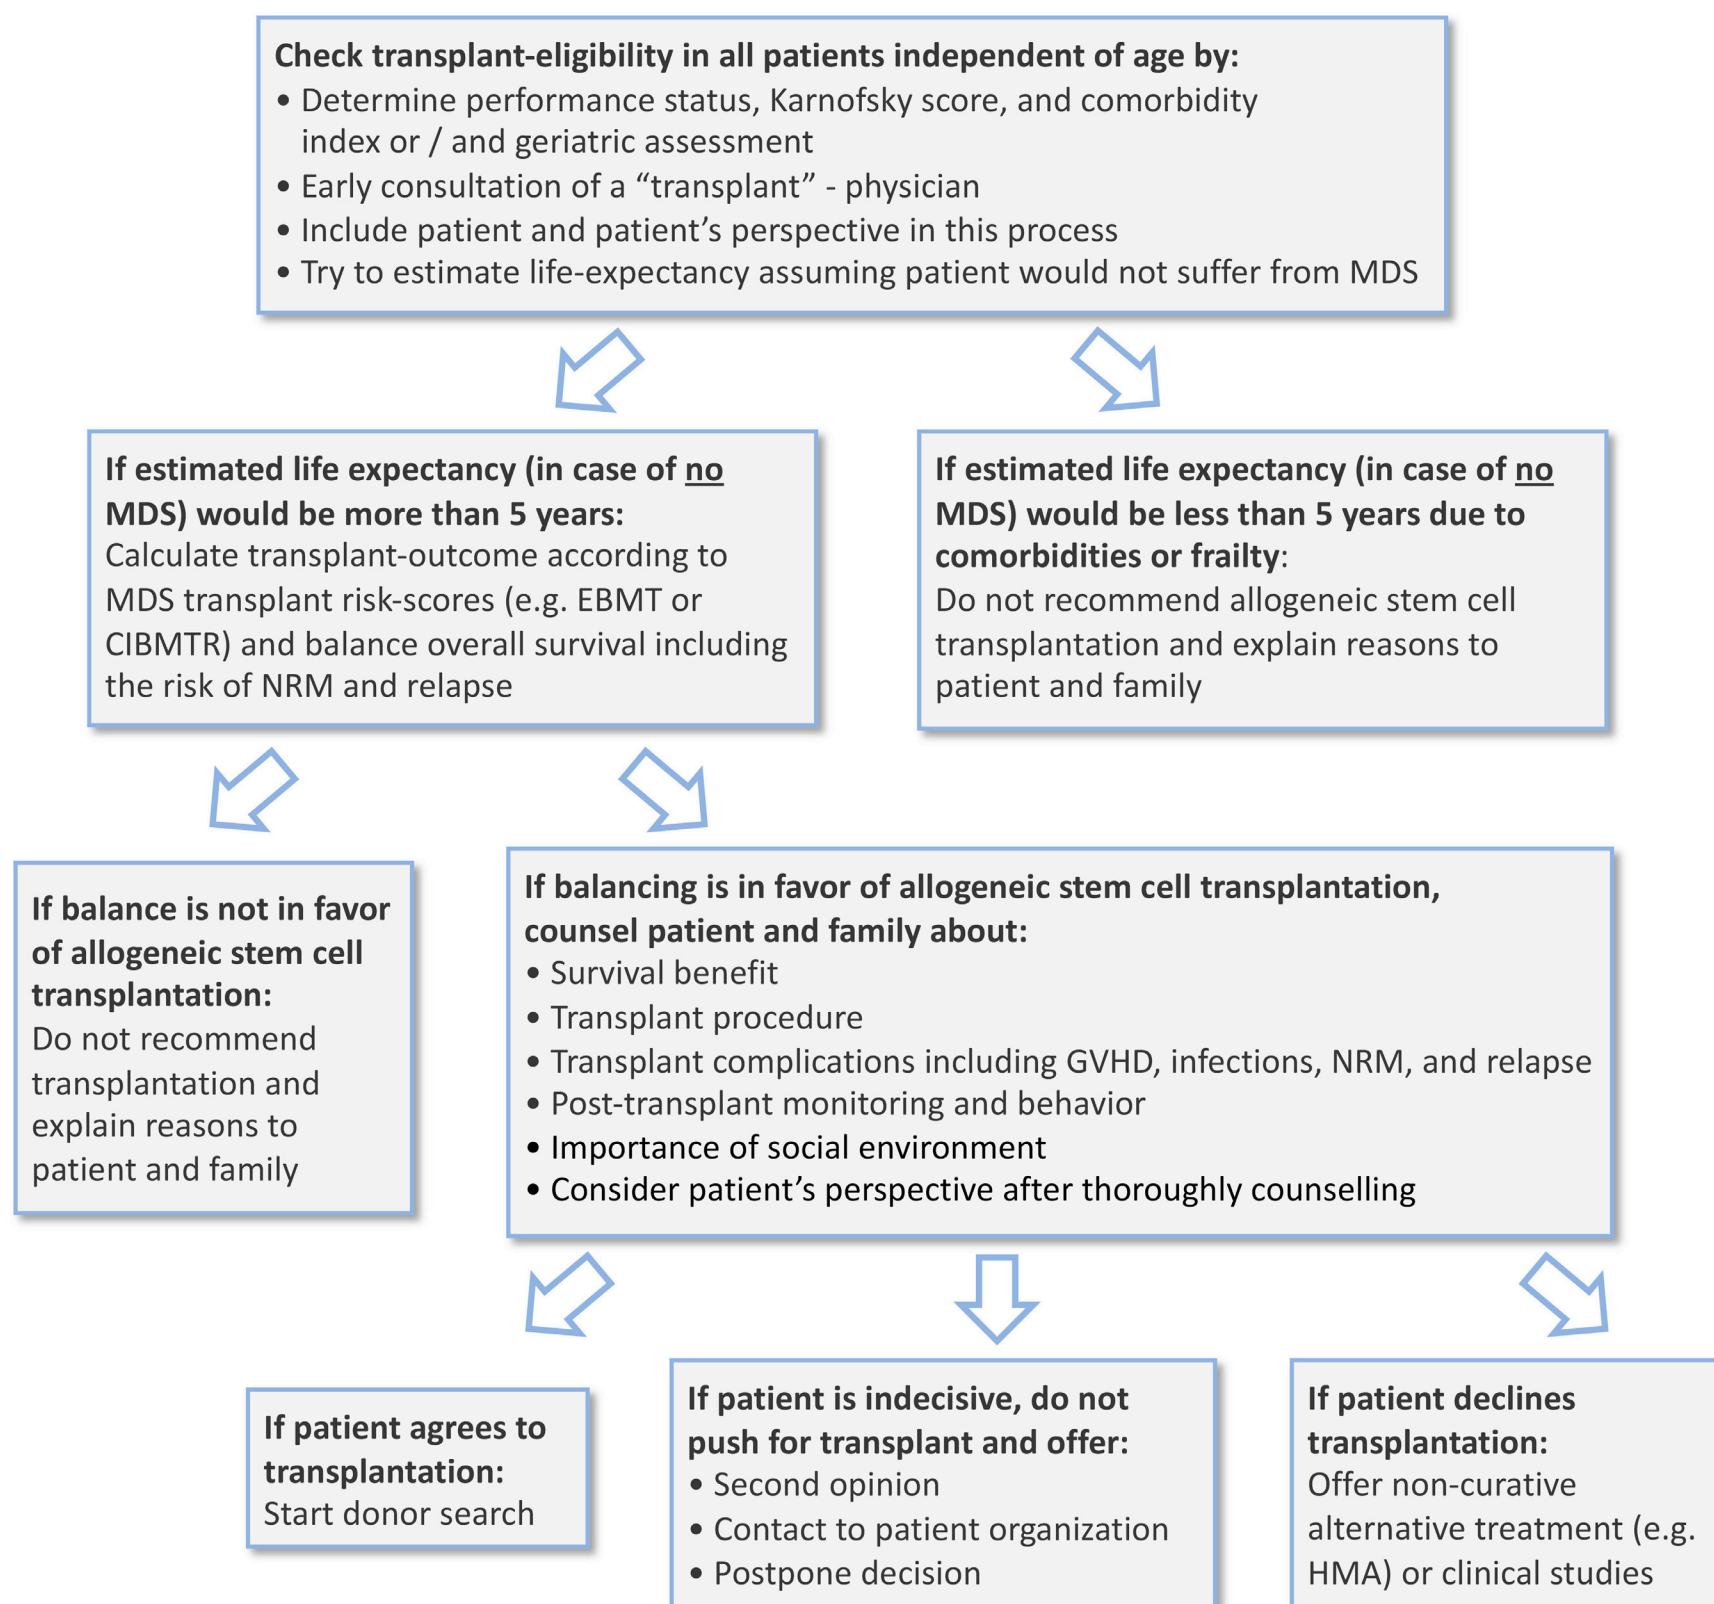 Check transplant-eligibility in all patients independent of age by:
• Determine performance status, Karnofsky score, and comorbidity
index or / and geriatric assessment
• Early consultation of a “transplant” - physician
• Include patient and patient’s perspective in this process
• Try to estimate life-expectancy assuming patient would not suffer from MDS
If estimated life expectancy (in case of no
MDS) would be more than 5 years:
Calculate transplant-outcome according to
MDS transplant risk-scores (e.g. EBMT or
CIBMTR) and balance overall survival including
the risk of NRM and relapse
If estimated life expectancy (in case of no
MDS) would be less than 5 years due to
comorbidities or frailty:
Do not recommend allogeneic stem cell
transplantation and explain reasons to
patient and family
If balance is not in favor
of allogeneic stem cell
transplantation:
Do not recommend
transplantation and
explain reasons to
patient and family
If balancing is in favor of allogeneic stem cell transplantation,
counsel patient and family about:
• Survival benefit
• Transplant procedure
• Transplant complications including GVHD, infections, NRM, and relapse
• Post-transplant monitoring and behavior
• Importance of social environment
• Consider patient’s perspective after thoroughly counselling
If patient agrees to
transplantation:
Start donor search
If patient is indecisive, do not
push for transplant and offer:
• Second opinion
• Contact to patient organization
• Postpone decision
If patient declines
transplantation:
Offer non-curative
alternative treatment (e.g.
HMA) or clinical studies